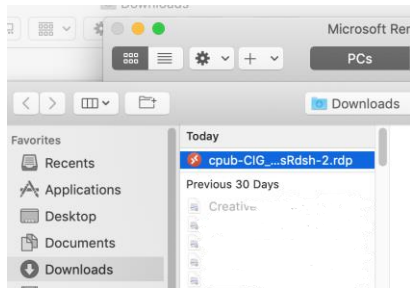 Downloads
Microsoft Rer
PCs
Downloads
Favorites
Recents
Applications
Desktop
Documents
Downloads
Today
cpub-CIG_...sRdsh-2.rdp
Previous 30 Days
Creative